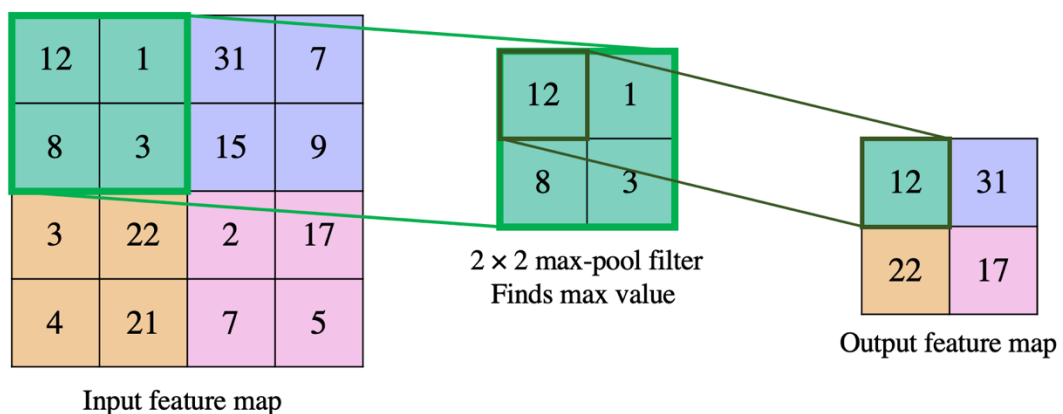 12 1 31 7
8 3 15 9
3 22 2 17
4 21 7 5
Input feature map
12 1
8 3
2 × 2 max-pool filter
Finds max value
12 31
22 17
Output feature map